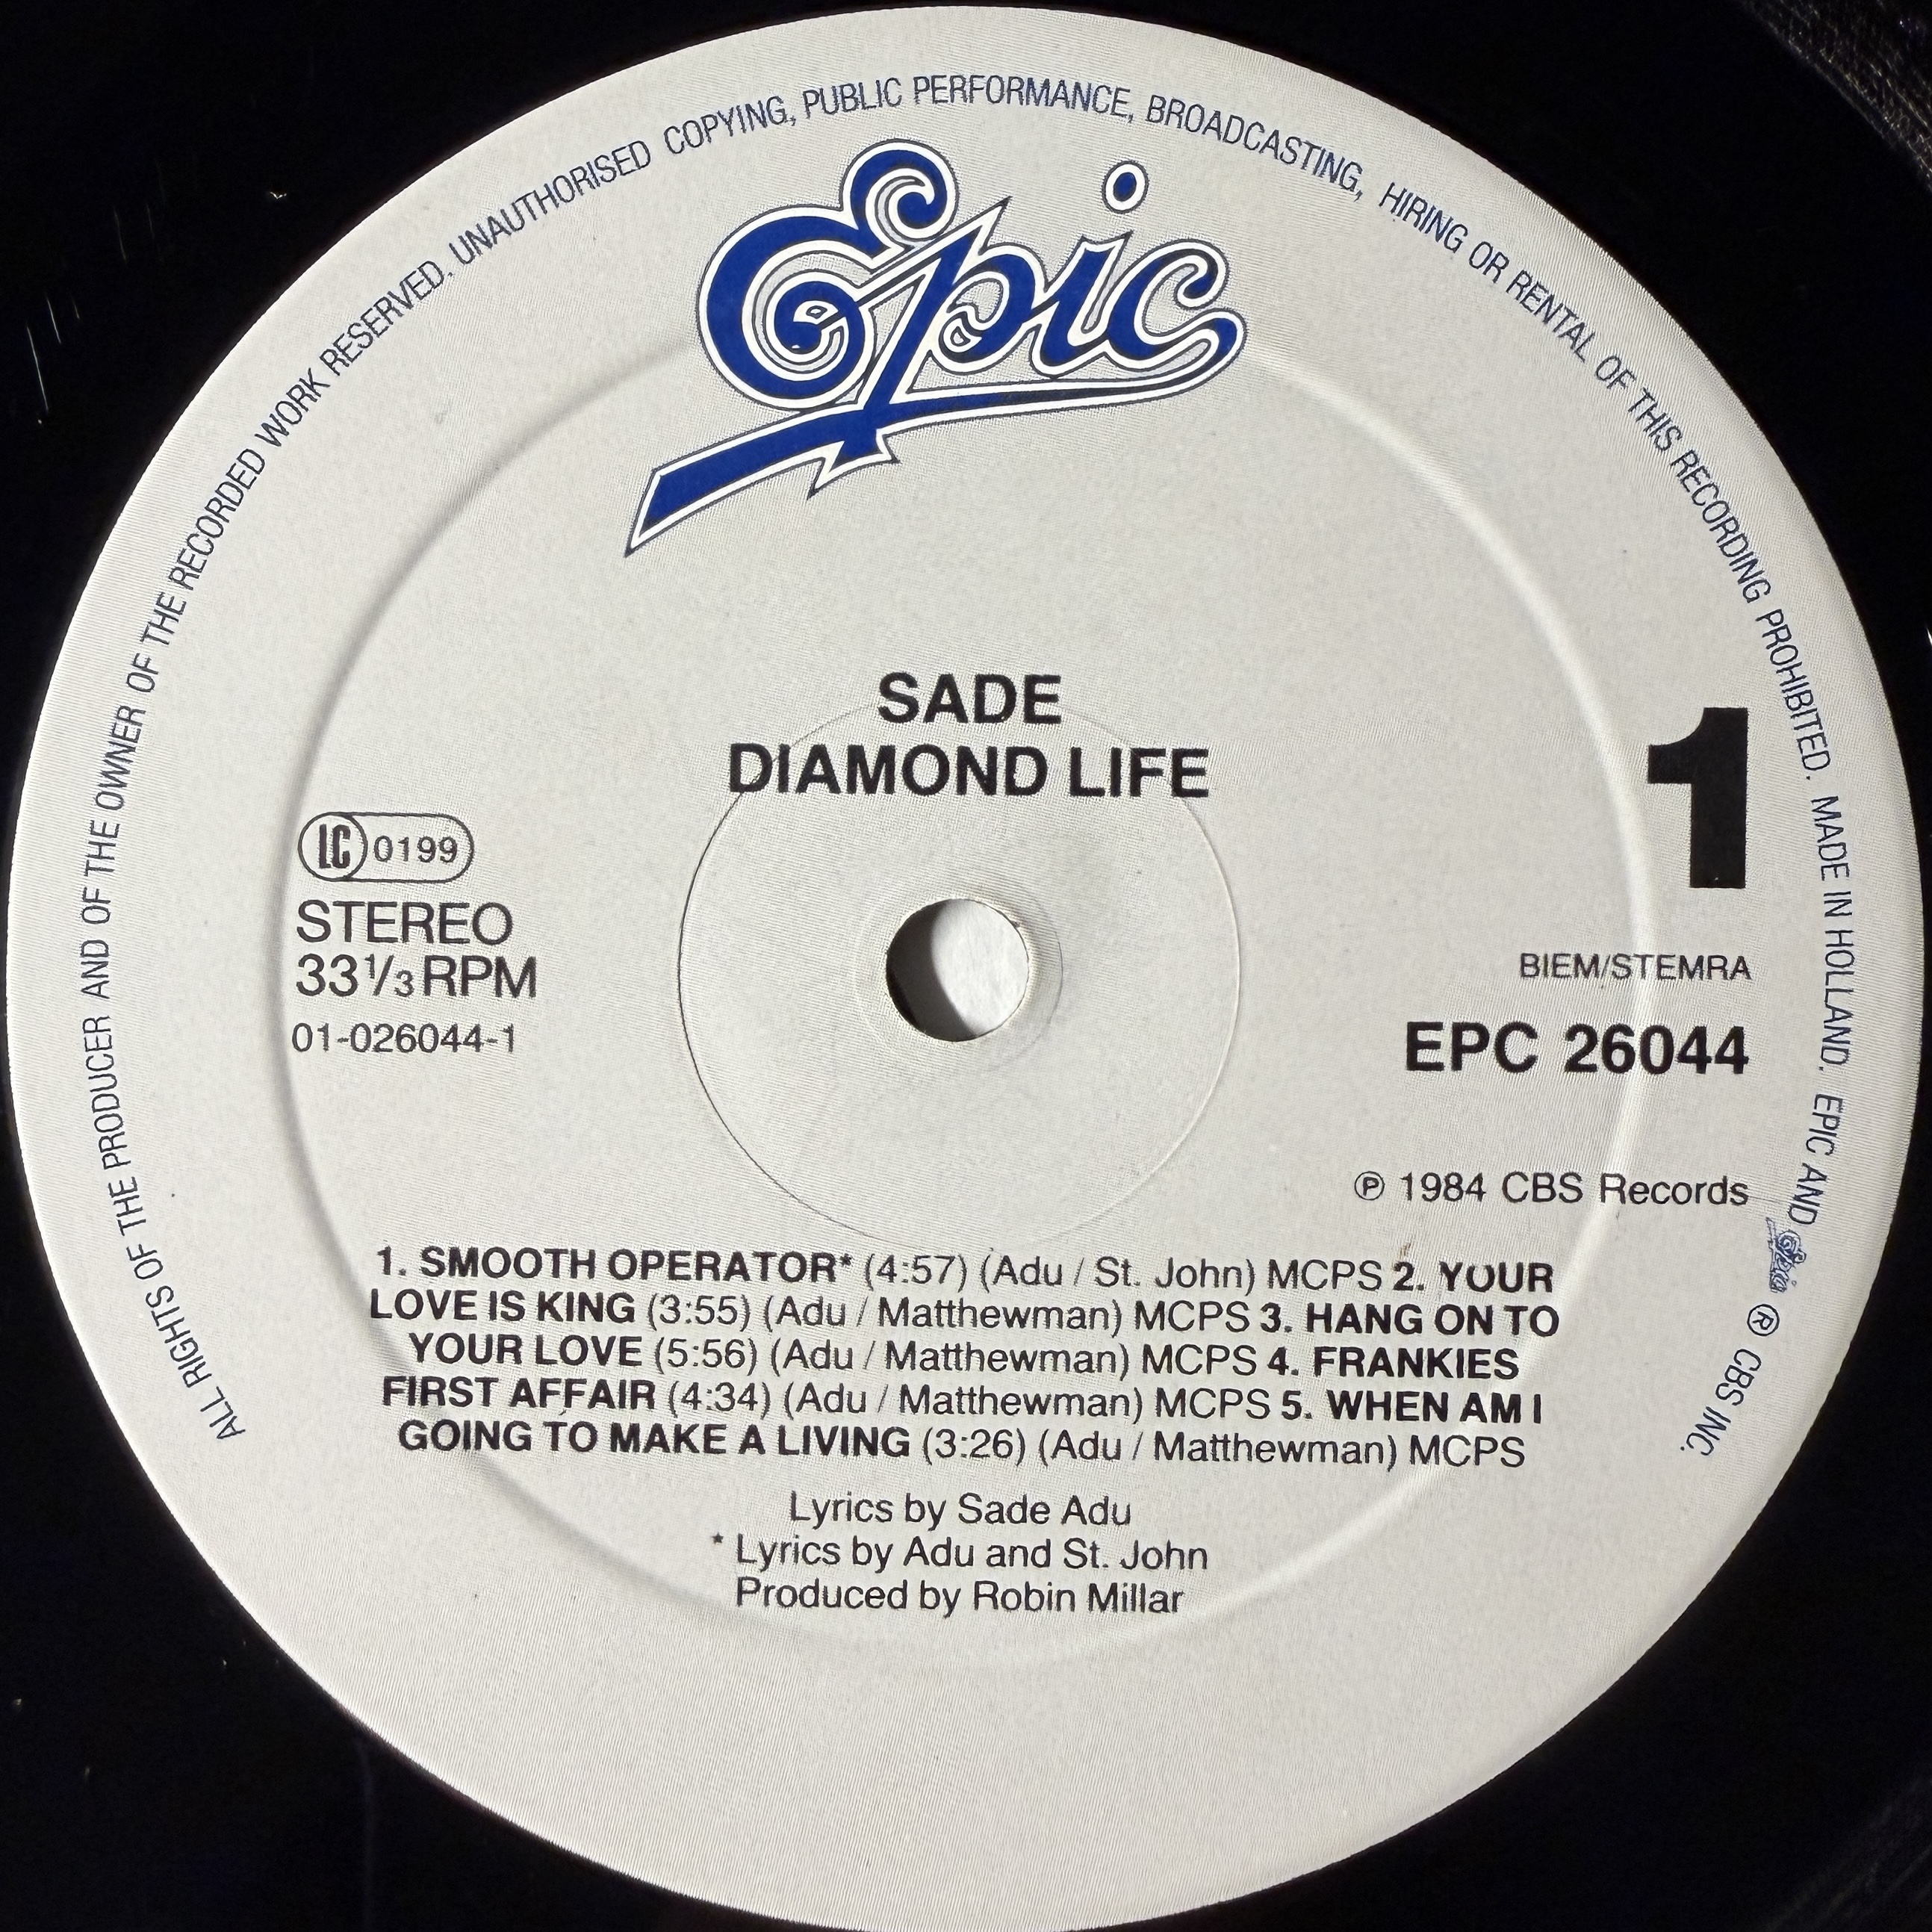 ALL RIGHTS OF THE PRODUCER AND OF THE OWNER OF THE RECORDED WORK RESERVED. UNAUTHORISED COPYING, PUBLIC PERFORMANCE, BROADCASTING, HIRING OR RENTAL OF THIS RECORDING PROHIBITED. MADE IN HOLLAND. EPIC AND Epic ® CBS INC.
Epic
SADE
DIAMOND LIFE
1
LC 0199
STEREO
33⅓ RPM
01-026044-1
BIEM/STEMRA
EPC 26044
℗ 1984 CBS Records
1. SMOOTH OPERATOR* (4:57) (Adu / St. John) MCPS 2. YOUR
LOVE IS KING (3:55) (Adu / Matthewman) MCPS 3. HANG ON TO
YOUR LOVE (5:56) (Adu / Matthewman) MCPS 4. FRANKIES
FIRST AFFAIR (4:34) (Adu / Matthewman) MCPS 5. WHEN AM I
GOING TO MAKE A LIVING (3:26) (Adu / Matthewman) MCPS
Lyrics by Sade Adu
* Lyrics by Adu and St. John
Produced by Robin Millar